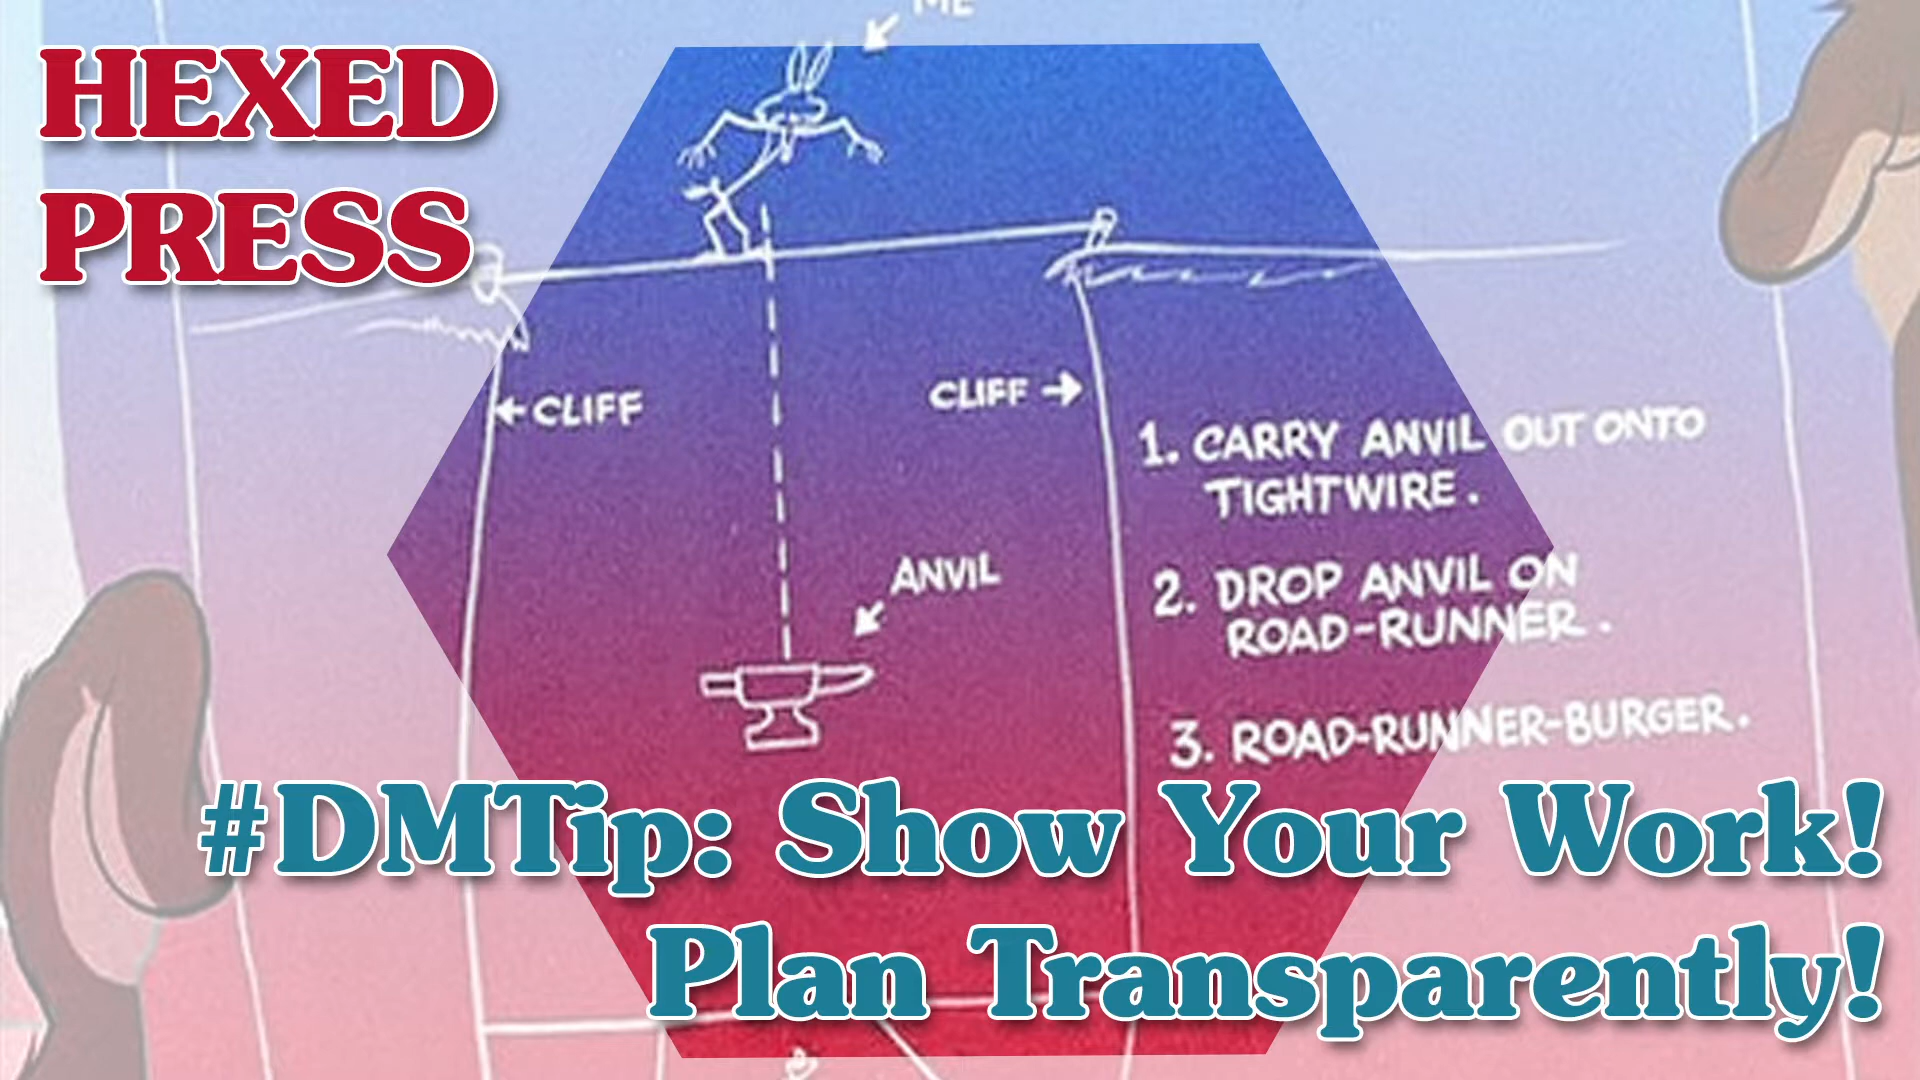 HEXED
PRESS
ME
← CLIFF
CLIFF →
1. CARRY ANVIL OUT ONTO
TIGHTWIRE.
ANVIL
2. DROP ANVIL ON
ROAD-RUNNER.
3. ROAD-RUNNER-BURGER.
#DMTip: Show Your Work!
Plan Transparently!